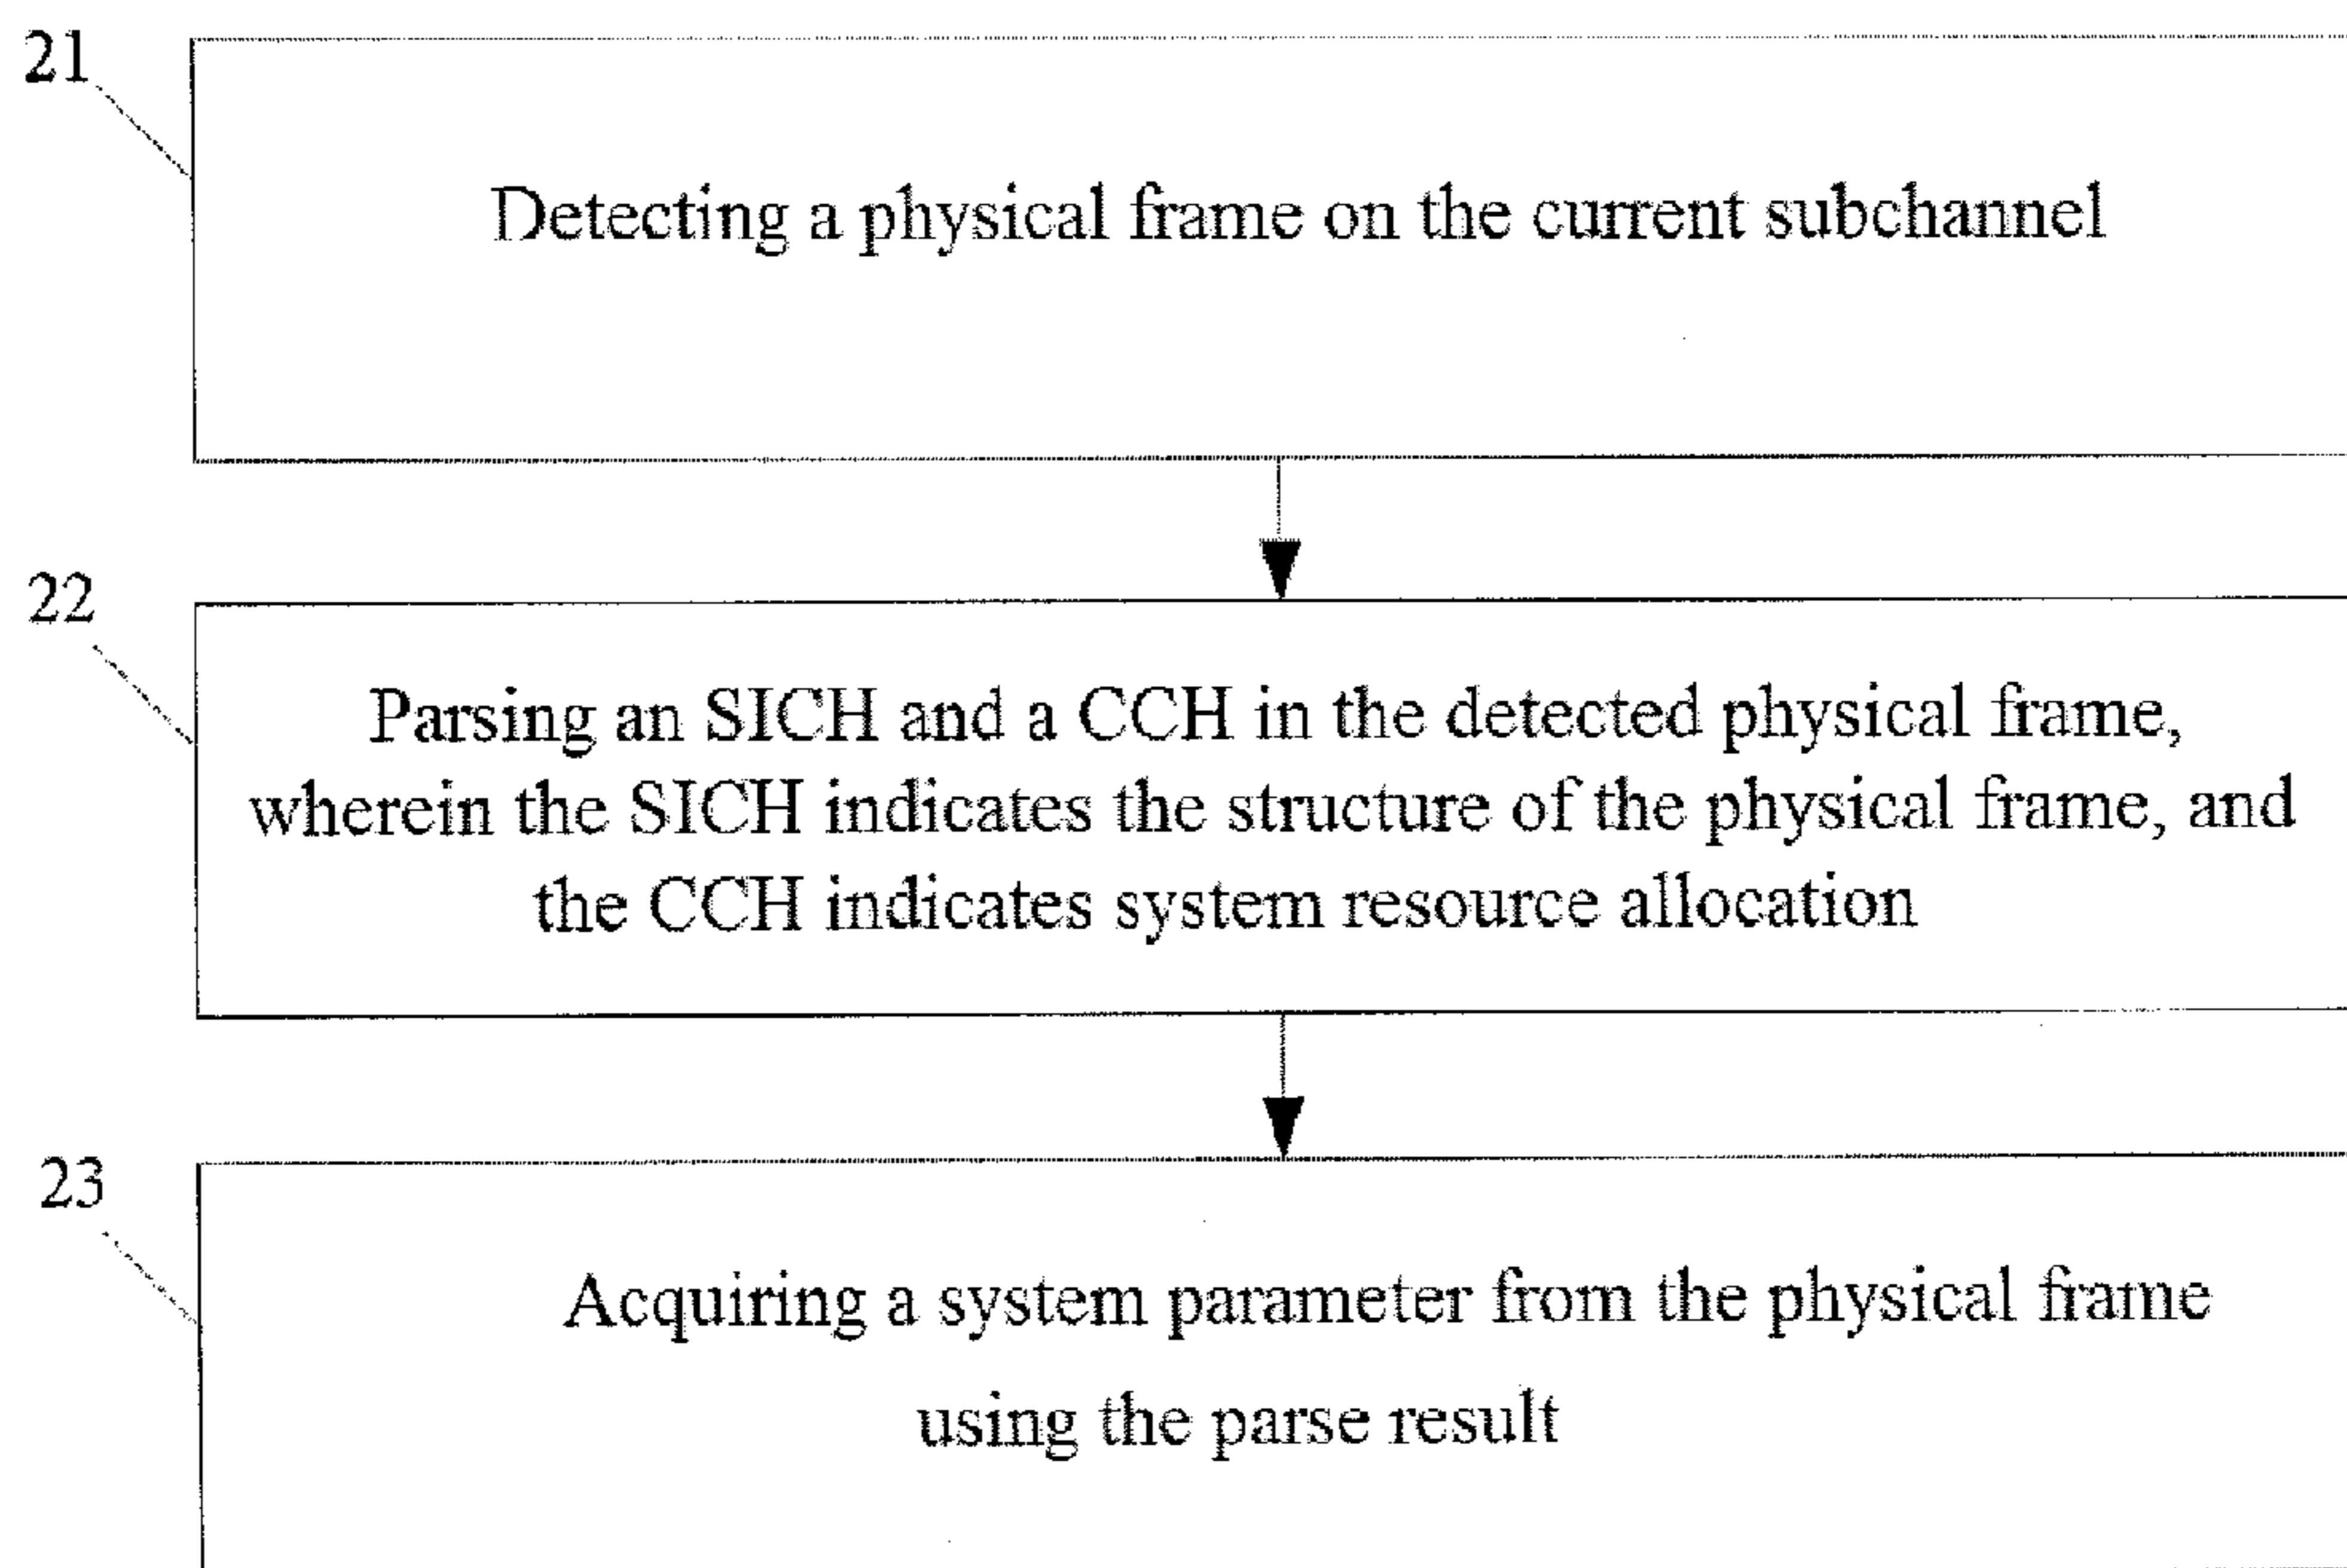 21
Detecting a physical frame on the current subchannel
22
Parsing an SICH and a CCH in the detected physical frame,
wherein the SICH indicates the structure of the physical frame, and
the CCH indicates system resource allocation
23
Acquiring a system parameter from the physical frame
using the parse result